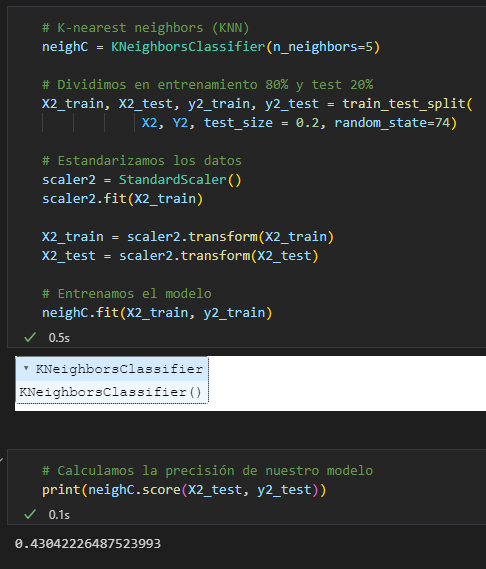 # K-nearest neighbors (KNN)
neighC = KNeighborsClassifier(n_neighbors=5)
# Dividimos en entrenamiento 80% y test 20%
X2_train, X2_test, y2_train, y2_test = train_test_split(
X2, Y2, test_size = 0.2, random_state=74)
# Estandarizamos los datos
scaler2 = StandardScaler()
scaler2.fit(X2_train)
X2_train = scaler2.transform(X2_train)
X2_test = scaler2.transform(X2_test)
# Entrenamos el modelo
neighC.fit(X2_train, y2_train)
0.5s
KNeighborsClassifier
KNeighborsClassifier()
# Calculamos la precisión de nuestro modelo
print(neighC.score(X2_test, y2_test))
0.1s
0.43042226487523993